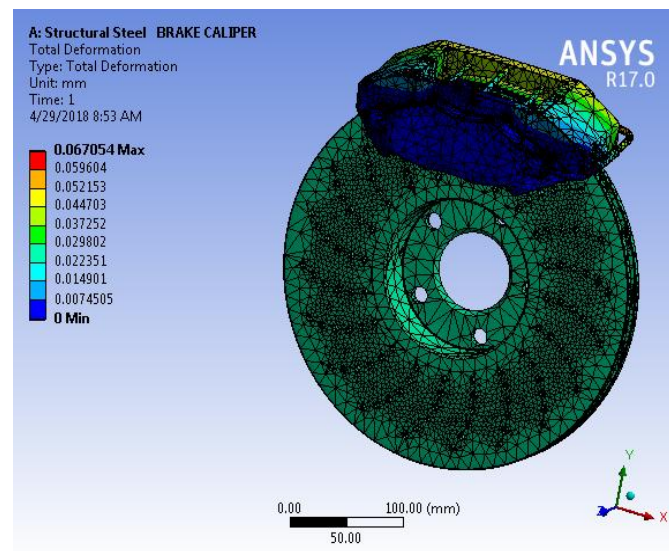 A: Structural Steel BRAKE CALIPER
Total Deformation
Type: Total Deformation
Unit: mm
Time: 1
4/29/2018 8:53 AM
0.067054 Max
0.059604
0.052153
0.044703
0.037252
0.029802
0.022351
0.014901
0.0074505
0 Min
ANSYS
R17.0
0.00 100.00 (mm)
50.00
Y
Z X